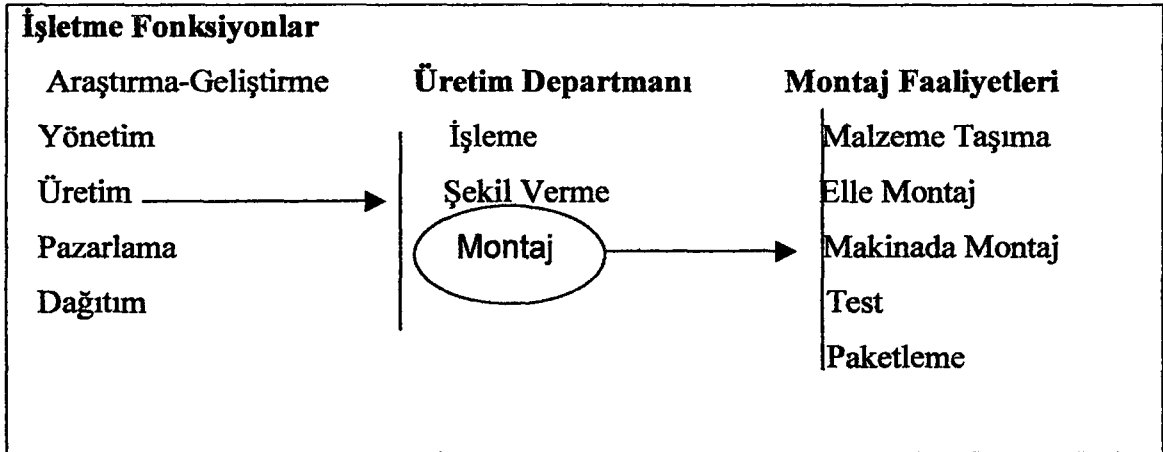 İşletme Fonksiyonlar
Araştırma-Geliştirme Üretim Departmanı Montaj Faaliyetleri
Yönetim İşleme Malzeme Taşıma
Üretim Şekil Verme Elle Montaj
Pazarlama Montaj Makinada Montaj
Dağıtım Test
Paketleme